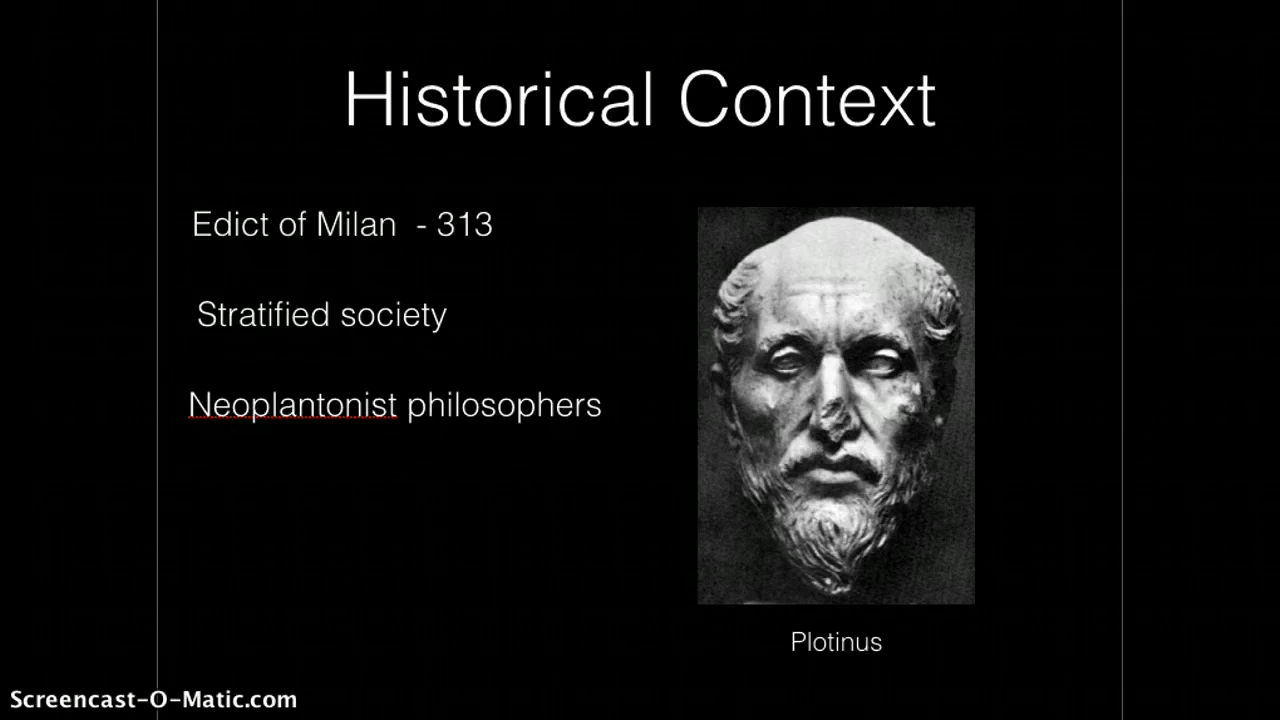 Historical Context
Edict of Milan - 313
Stratified society
Neoplantonist philosophers
Plotinus
Screencast-O-Matic.com